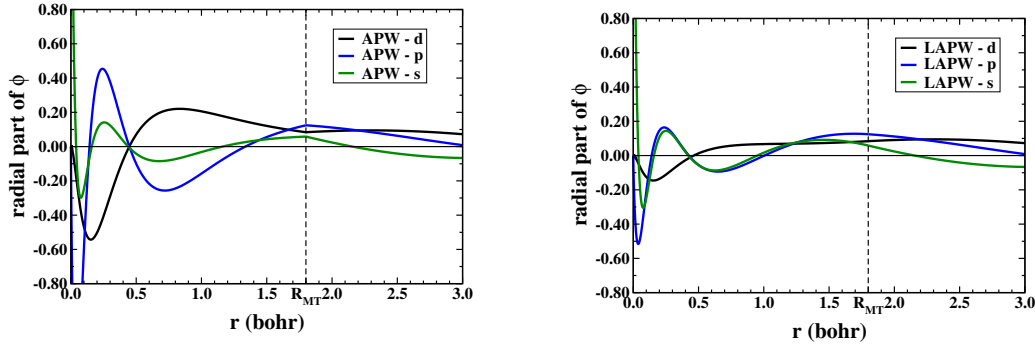 0.80
0.60
0.40
0.20
0.00
-0.20
-0.40
-0.60
-0.80
radial part of ϕ
APW - d
APW - p
APW - s
0.0 0.5 1.0 1.5 R_MT 2.0 2.5 3.0
r (bohr)
0.80
0.60
0.40
0.20
0.00
-0.20
-0.40
-0.60
-0.80
radial part of ϕ
LAPW - d
LAPW - p
LAPW - s
0.0 0.5 1.0 1.5 R_MT 2.0 2.5 3.0
r (bohr)